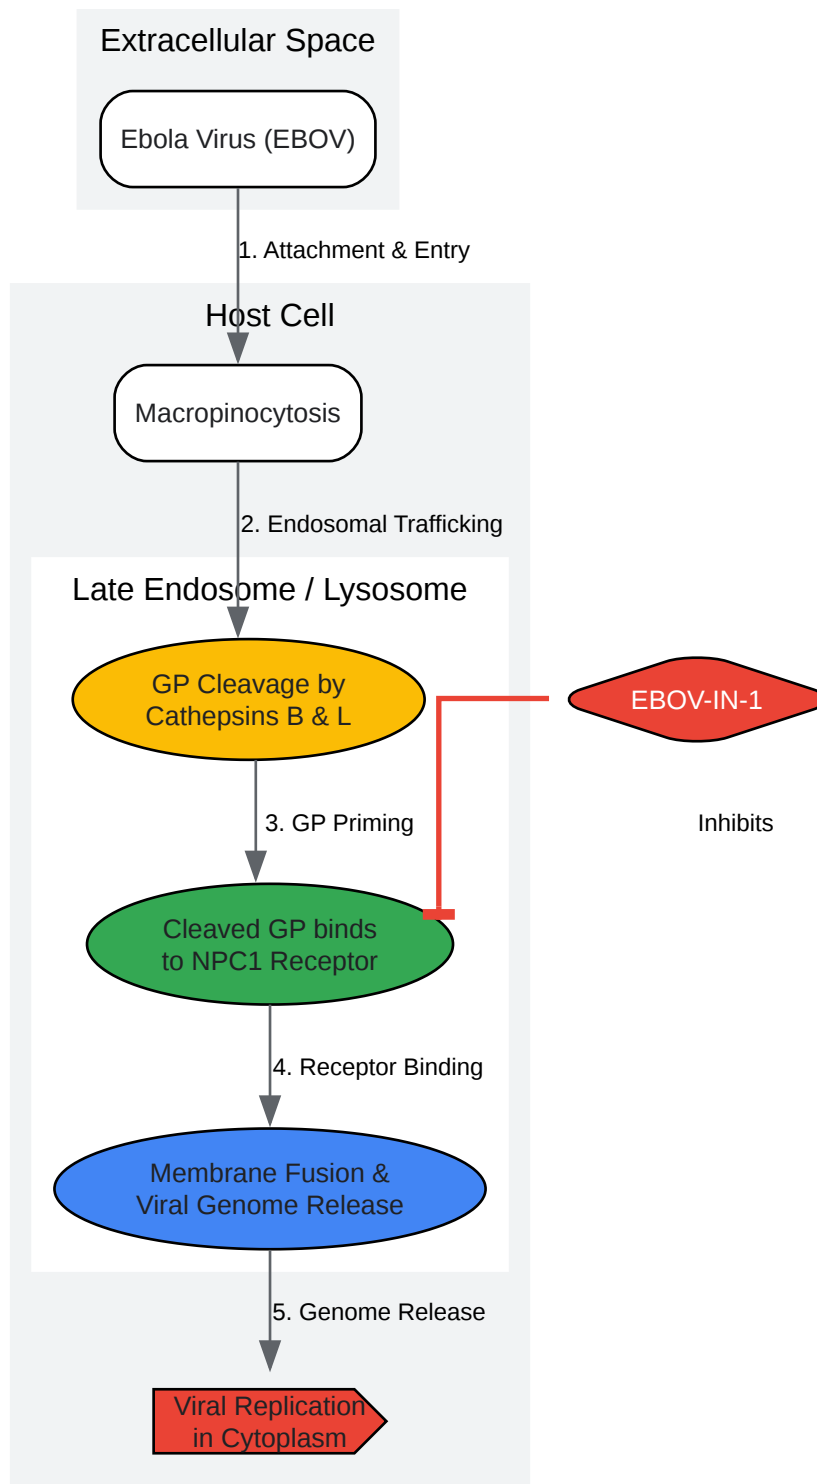 Extracellular Space
Ebola Virus (EBOV)
1. Attachment & Entry
Host Cell
Macropinocytosis
2. Endosomal Trafficking
Late Endosome / Lysosome
GP Cleavage by
Cathepsins B & L
EBOV-IN-1
3. GP Priming
Inhibits
Cleaved GP binds
to NPC1 Receptor
4. Receptor Binding
Membrane Fusion &
Viral Genome Release
5. Genome Release
Viral Replication
in Cytoplasm